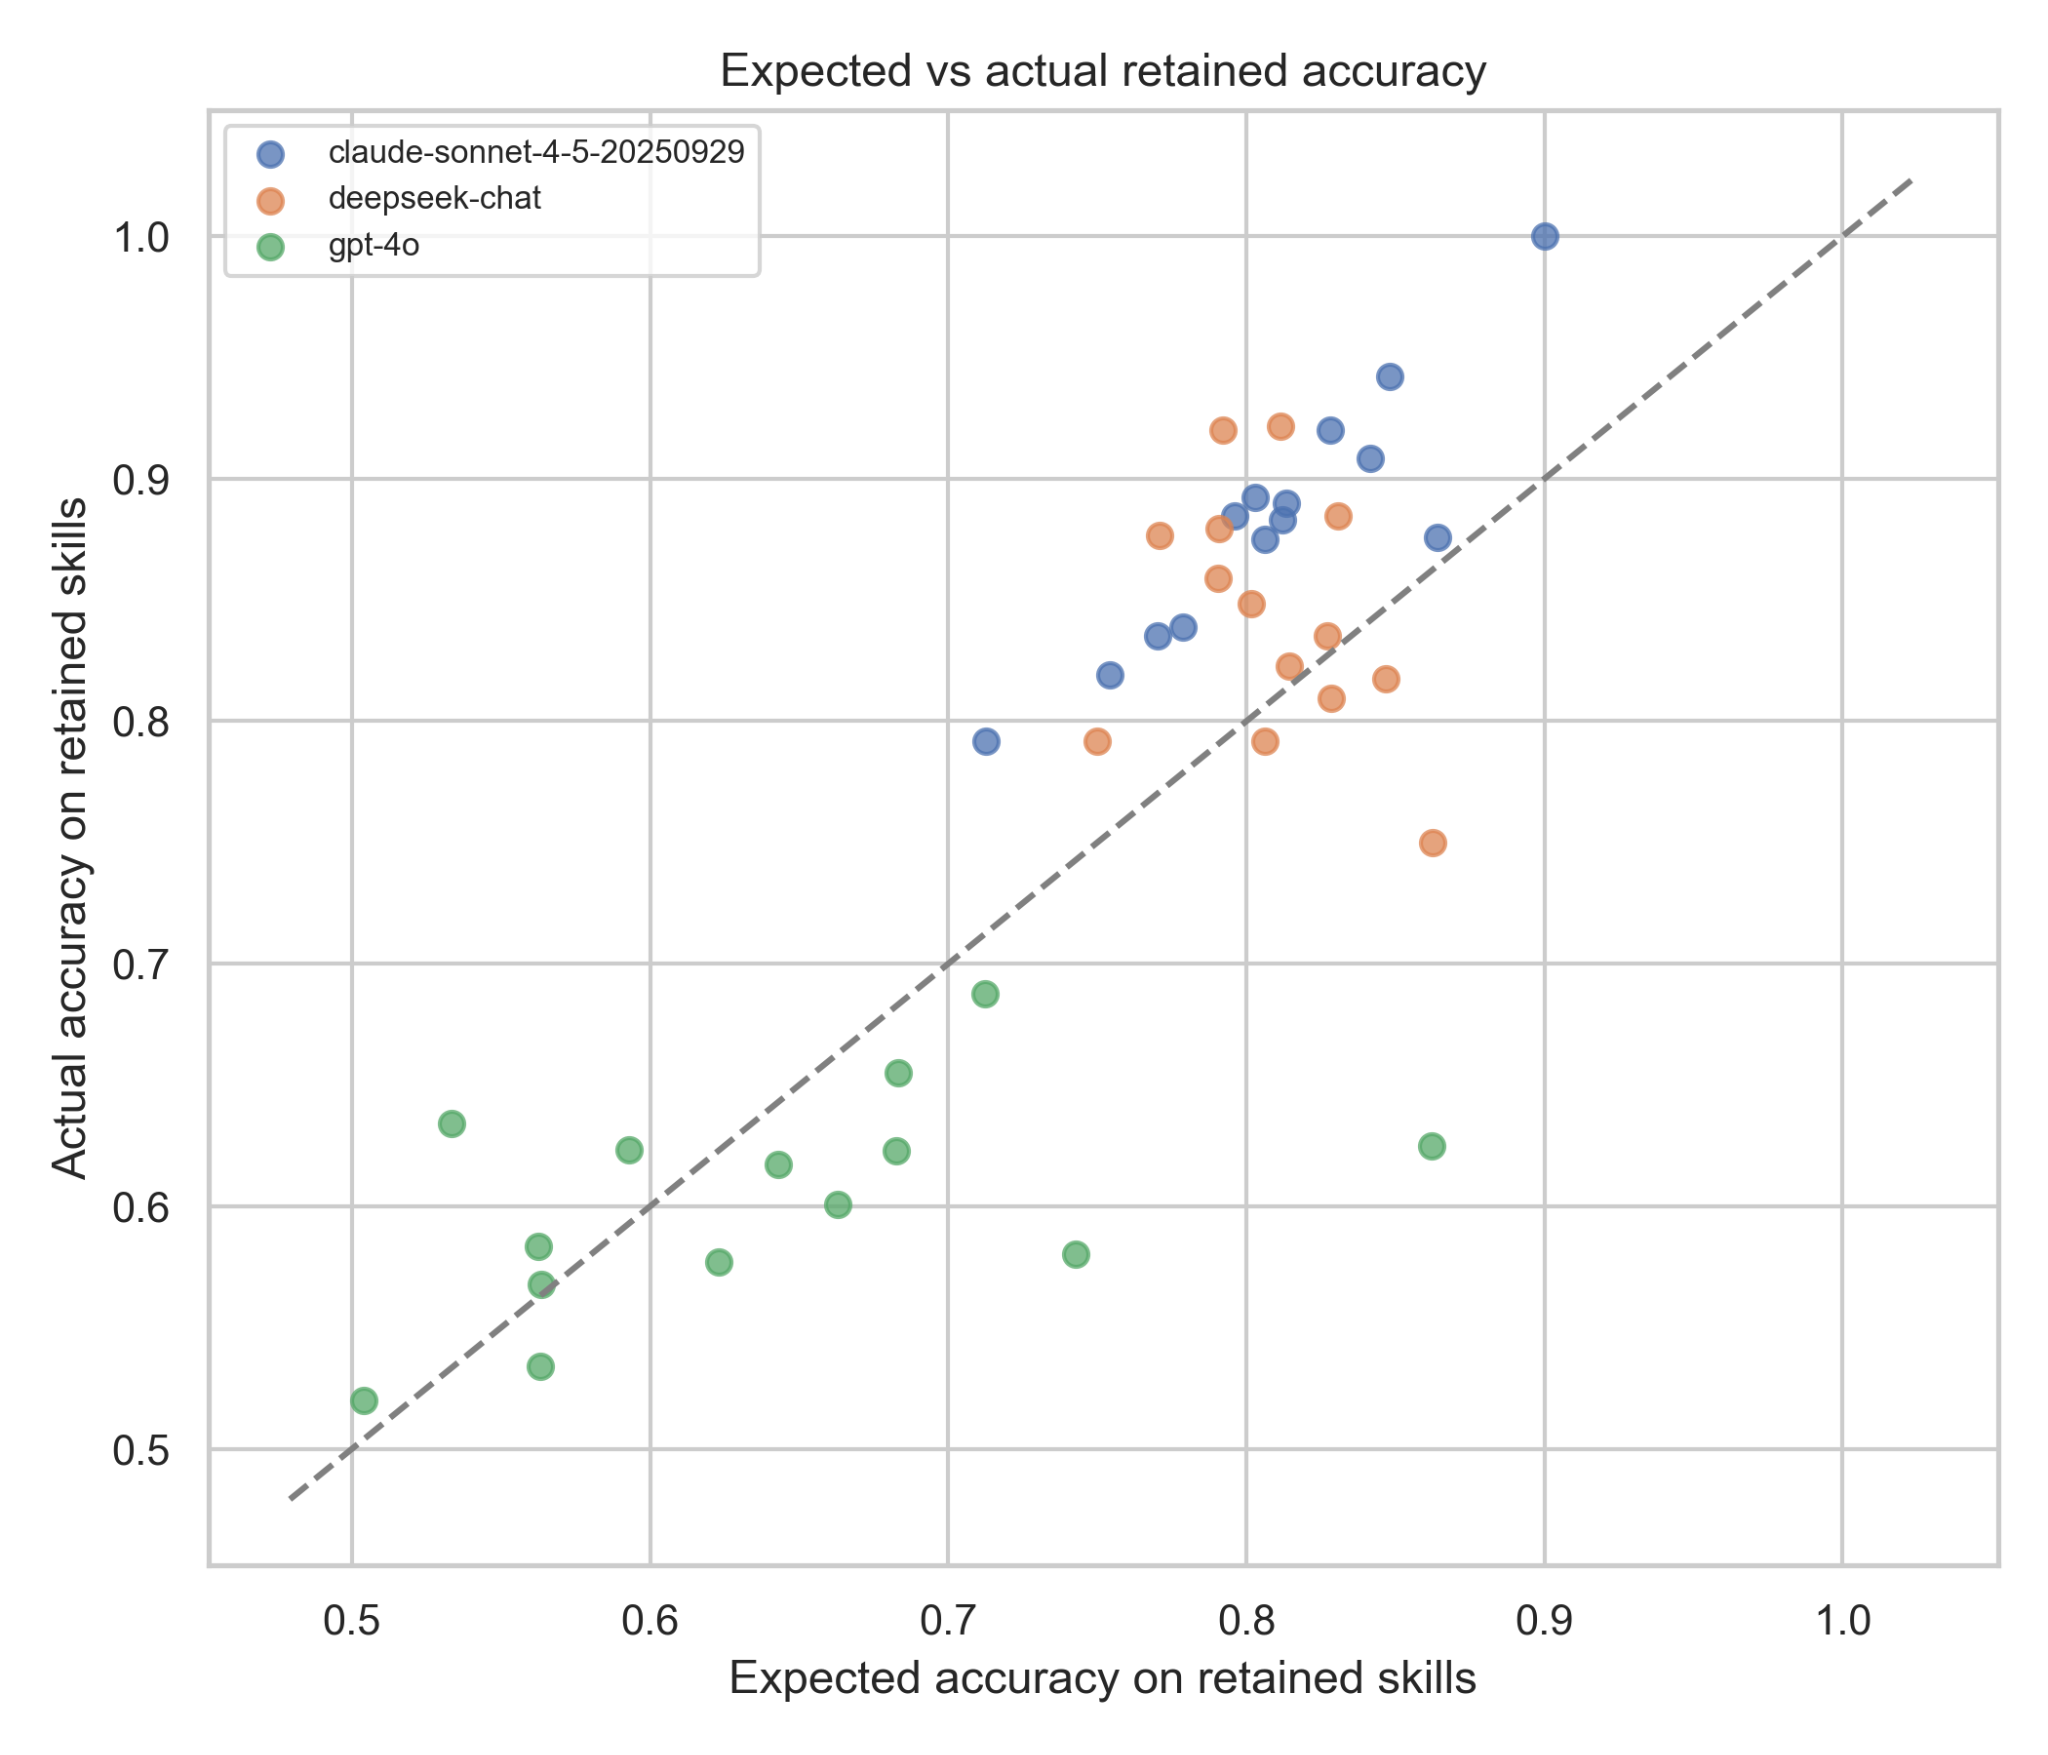 Expected vs actual retained accuracy
claude-sonnet-4-5-20250929
deepseek-chat
gpt-4o
1.0
0.9
0.8
0.7
0.6
0.5
Actual accuracy on retained skills
0.5 0.6 0.7 0.8 0.9 1.0
Expected accuracy on retained skills